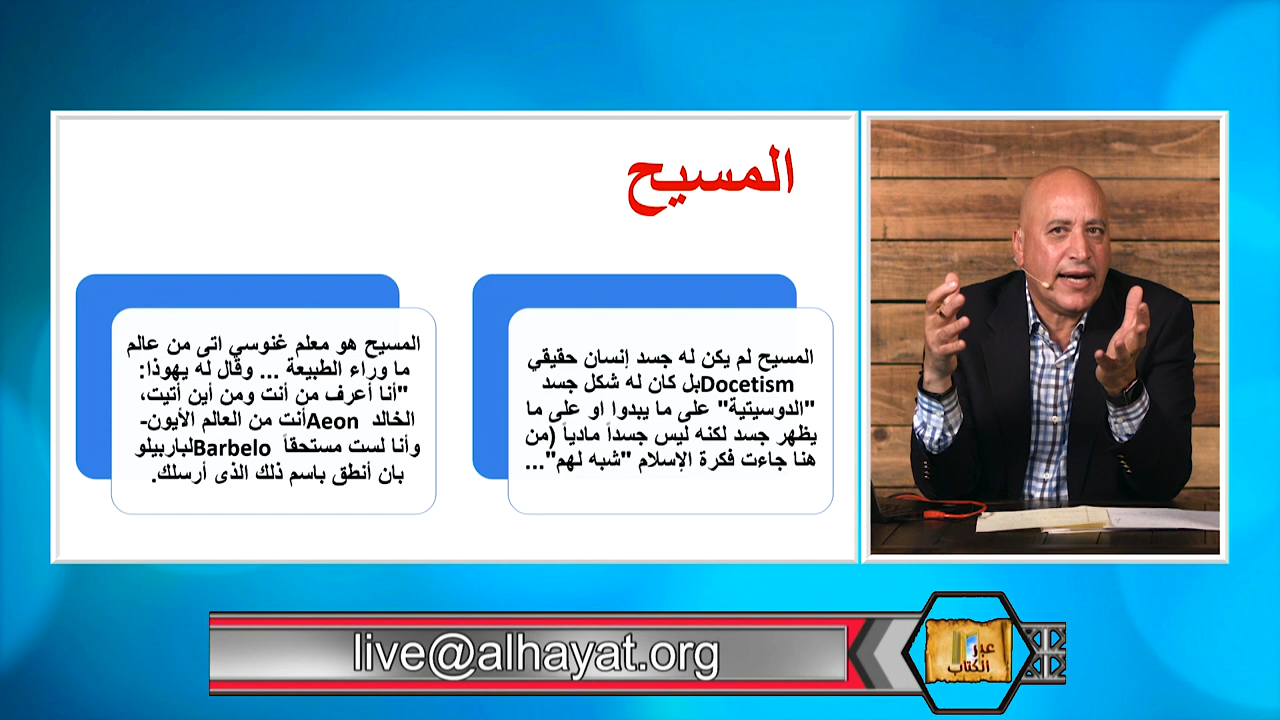 المسيح
المسيح لم يكن له جسد إنسان حقيقي
بل كان له شكل جسد Docetism
"الدوسيتية" على ما يبدوا او على ما
يظهر جسد لكنه ليس جسداً مادياً (من
هنا جاءت فكرة الإسلام "شبه لهم"...
المسيح هو معلم غنوسي اتى من عالم
ما وراء الطبيعة ... وقال له يهوذا:
"أنا أعرف من أنت ومن أين أتيت،
أنت من العالم الأيون- Aeon الخالد
وأنا لست مستحقاً Barbelo لباربيلو
بان أنطق باسم ذلك الذى أرسلك.
live@alhayat.org
عبر
الكتاب